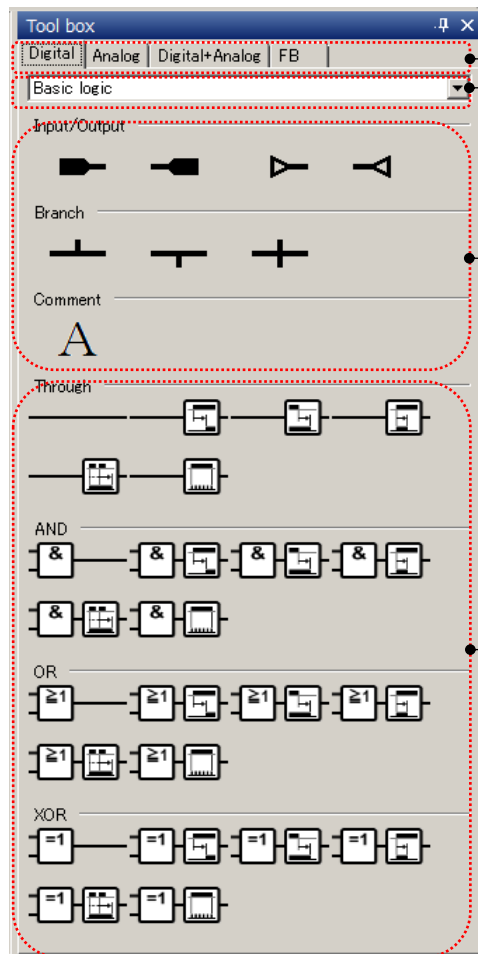 Tool box
Digital Analog Digital+Analog FB
Basic logic
Input/Output
Branch
Comment
A
Through
AND
& & & &
& &
OR
≧1 ≧1 ≧1 ≧1
≧1 ≧1
XOR
=1 =1 =1 =1
=1 =1